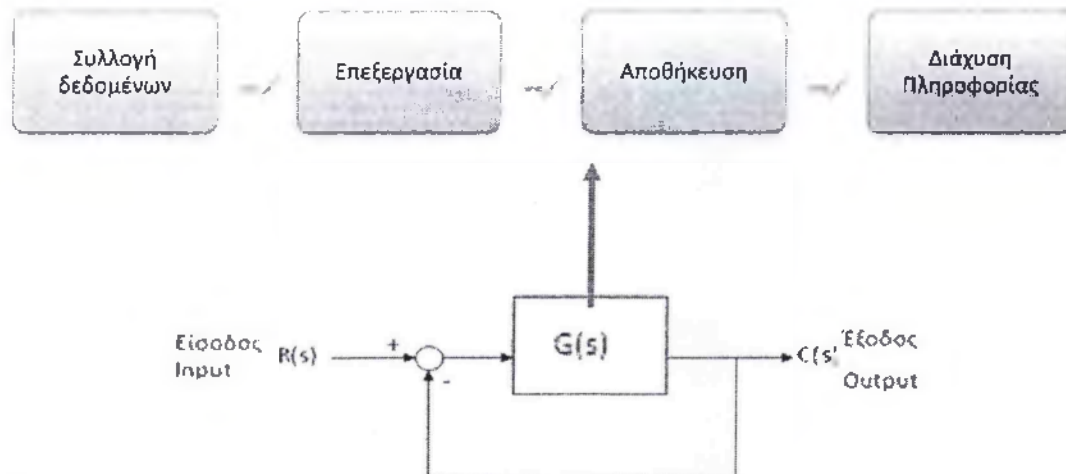 Συλλογή
δεδομένων
Επεξεργασία
Αποθήκευση
Διάχυση
Πληροφορίας
G(s)
Είσοδος
Input
R(s)
+
-
C(s)
Έξοδος
Output